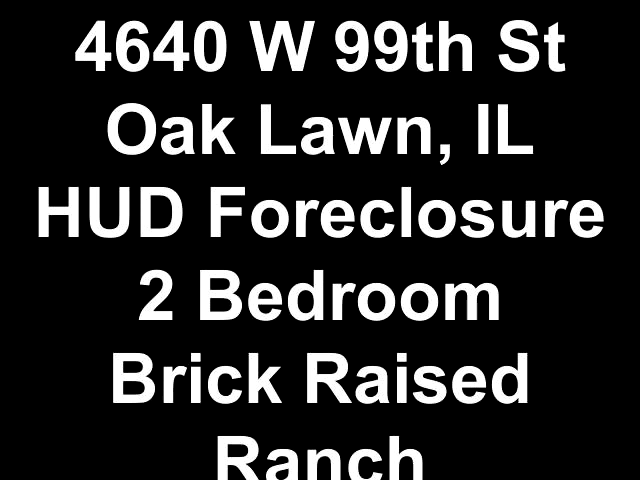 4640 W 99th St
Oak Lawn, IL
HUD Foreclosure
2 Bedroom
Brick Raised
Ranch